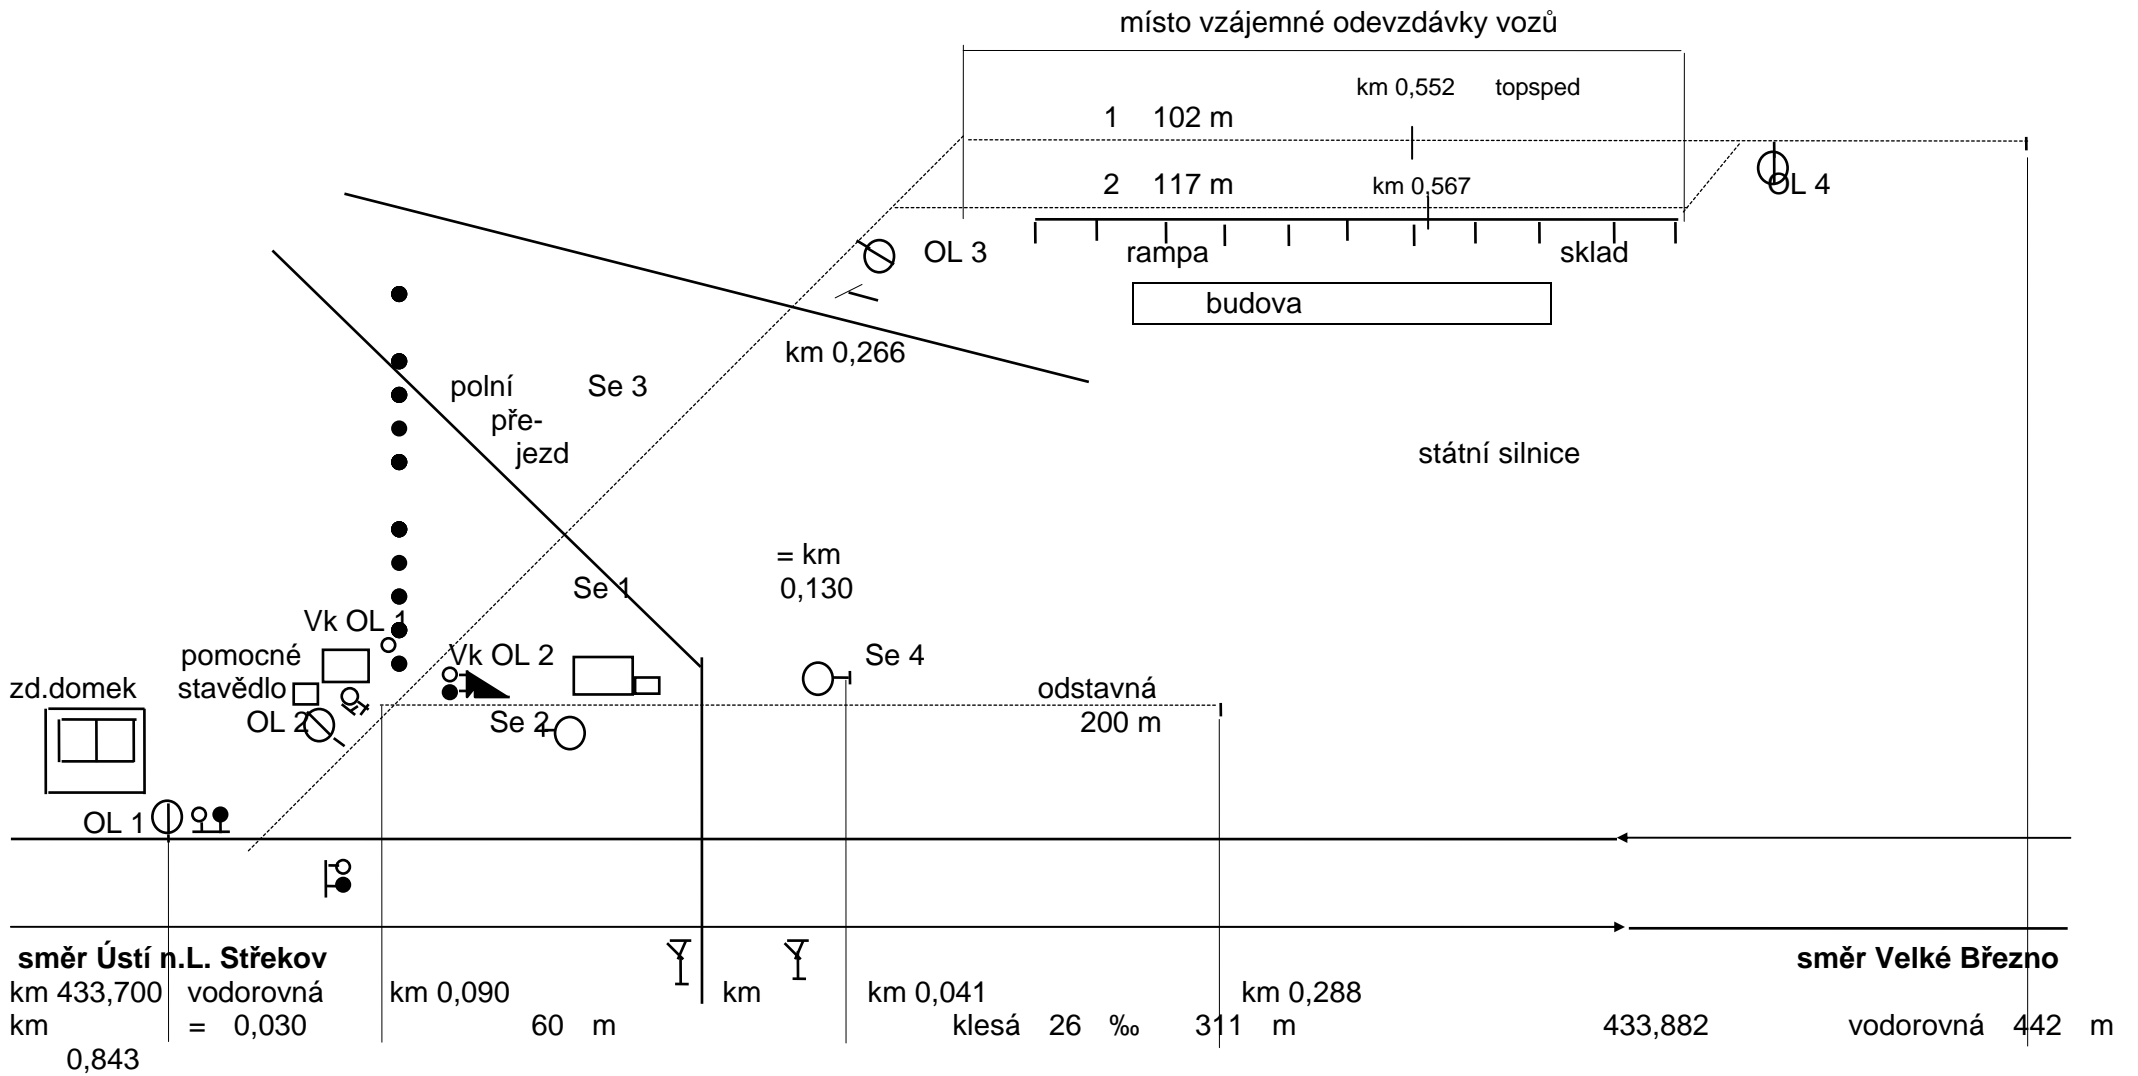 místo vzájemné odevzdávky vozů
km 0,552 topsped
1 102 m
2 117 m km 0,567
OL 4
OL 3 rampa sklad
budova
km 0,266
polní Se 3
pře-
jezd státní silnice
= km
Se 1 0,130
Vk OL 1
pomocné Vk OL 2 Se 4
zd.domek stavědlo odstavná
OL 2 Se 2 200 m
OL 1
směr Ústí n.L. Střekov směr Velké Březno
km 433,700 vodorovná km 0,090 km km 0,041 km 0,288
km = 0,030 60 m klesá 26 ‰ 311 m 433,882 vodorovná 442 m
0,843